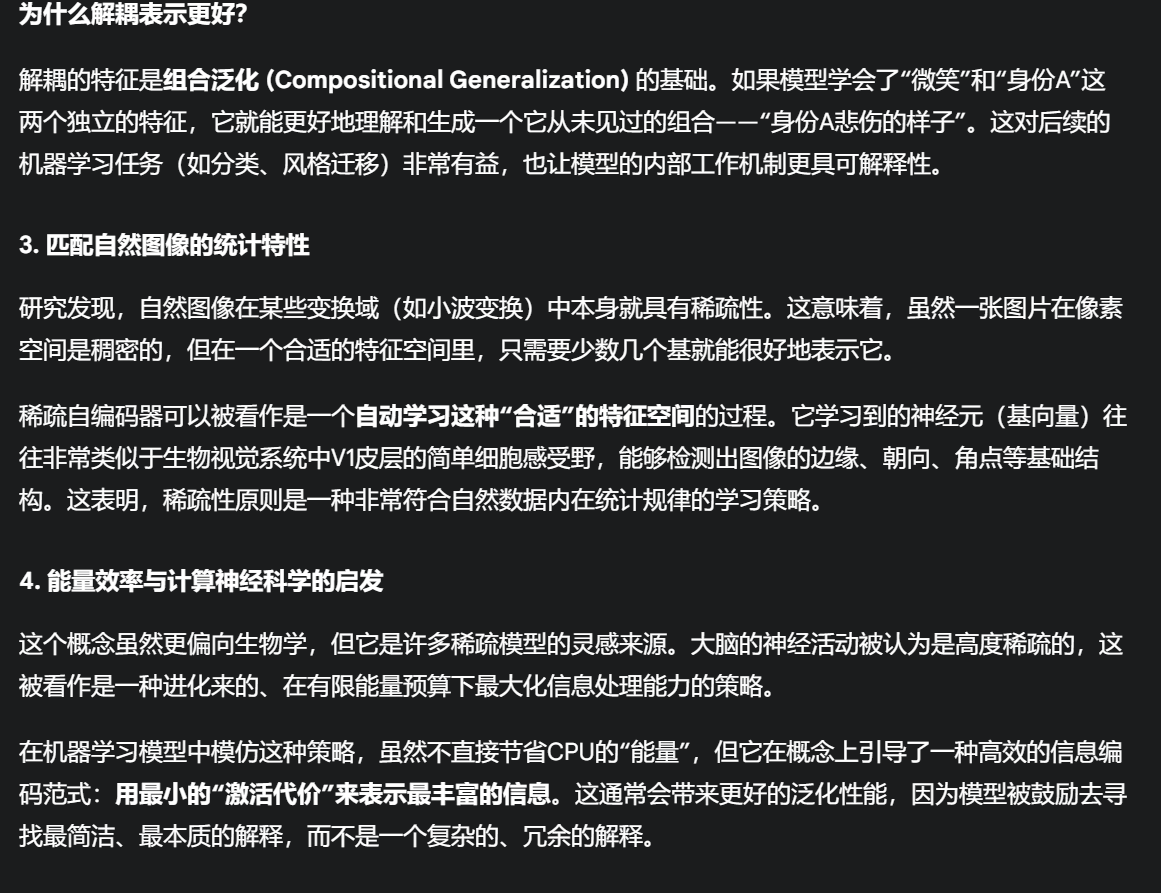 为什么解耦表示更好？
解耦的特征是组合泛化 (Compositional Generalization) 的基础。如果模型学会了“微笑”和“身份A”这
两个独立的特征，它就能更好地理解和生成一个它从未见过的组合——“身份A悲伤的样子”。这对后续的
机器学习任务（如分类、风格迁移）非常有益，也让模型的内部工作机制更具可解释性。
3. 匹配自然图像的统计特性
研究发现，自然图像在某些变换域（如小波变换）中本身就具有稀疏性。这意味着，虽然一张图片在像素
空间是稠密的，但在一个合适的特征空间里，只需要少数几个基就能很好地表示它。
稀疏自编码器可以被看作是一个自动学习这种“合适”的特征空间的过程。它学习到的神经元（基向量）往
往非常类似于生物视觉系统中V1皮层的简单细胞感受野，能够检测出图像的边缘、朝向、角点等基础结
构。这表明，稀疏性原则是一种非常符合自然数据内在统计规律的学习策略。
4. 能量效率与计算神经科学的启发
这个概念虽然更偏向生物学，但它是许多稀疏模型的灵感来源。大脑的神经活动被认为是高度稀疏的，这
被看作是一种进化来的、在有限能量预算下最大化信息处理能力的策略。
在机器学习模型中模仿这种策略，虽然不直接节省CPU的“能量”，但它在概念上引导了一种高效的信息编
码范式：用最小的“激活代价”来表示最丰富的信息。这通常会带来更好的泛化性能，因为模型被鼓励去寻
找最简洁、最本质的解释，而不是一个复杂的、冗余的解释。